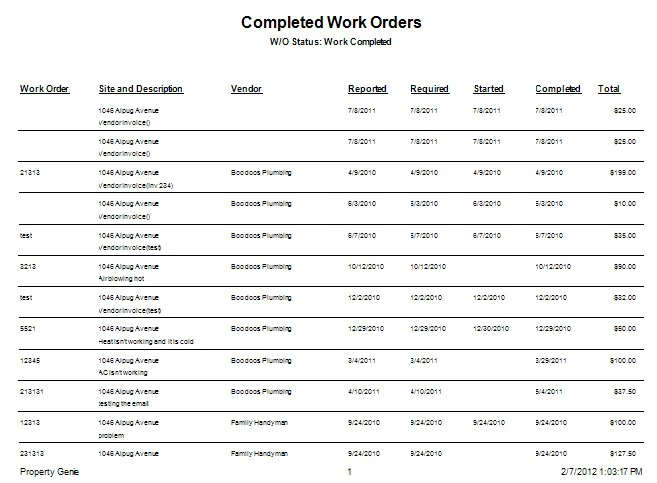 Completed Work Orders
W/O Status: Work Completed
Work Order Site and Description Vendor Reported Required Started Completed Total
1046 Alpug Avenue 7/8/2011 7/8/2011 7/8/2011 7/8/2011 $25.00
VendorInvoice()
1046 Alpug Avenue 7/8/2011 7/8/2011 7/8/2011 7/8/2011 $25.00
VendorInvoice()
21313 1046 Alpug Avenue Boodoos Plumbing 4/9/2010 4/9/2010 4/9/2010 4/9/2010 $199.00
VendorInvoice(Inv 234)
1046 Alpug Avenue Boodoos Plumbing 6/3/2010 6/3/2010 6/3/2010 6/3/2010 $10.00
VendorInvoice()
test 1046 Alpug Avenue Boodoos Plumbing 6/7/2010 6/7/2010 6/7/2010 6/7/2010 $35.00
VendorInvoice(test)
3213 1046 Alpug Avenue Boodoos Plumbing 10/12/2010 10/12/2010 10/12/2010 $90.00
Air blowing hot
test 1046 Alpug Avenue Boodoos Plumbing 12/2/2010 12/2/2010 12/2/2010 12/2/2010 $32.00
VendorInvoice(test)
5521 1046 Alpug Avenue Boodoos Plumbing 12/29/2010 12/29/2010 12/30/2010 12/29/2010 $50.00
Heat isn't working and it is cold
12345 1046 Alpug Avenue Boodoos Plumbing 3/4/2011 3/4/2011 3/29/2011 $100.00
AC isn't working
213131 1046 Alpug Avenue Boodoos Plumbing 4/10/2011 4/10/2011 5/4/2011 $37.50
testing the email
12313 1046 Alpug Avenue Family Handyman 9/24/2010 9/24/2010 9/24/2010 9/24/2010 $100.00
problem
231313 1046 Alpug Avenue Family Handyman 9/24/2010 9/24/2010 9/24/2010 $127.50
Property Genie 1 2/7/2012 1:03:17 PM